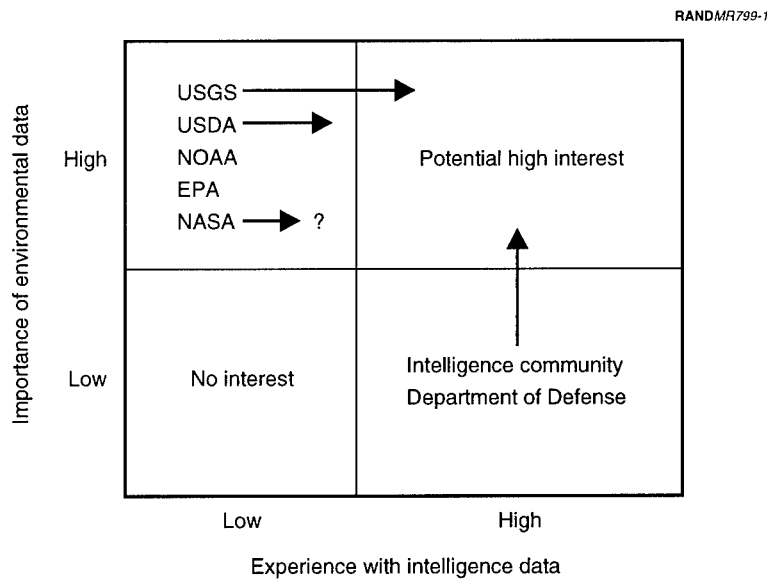 RANDMR799-1
Importance of environmental data
High
USGS
USDA
NOAA
EPA
NASA
?
Potential high interest
Low
No interest
Intelligence community
Department of Defense
Low
High
Experience with intelligence data